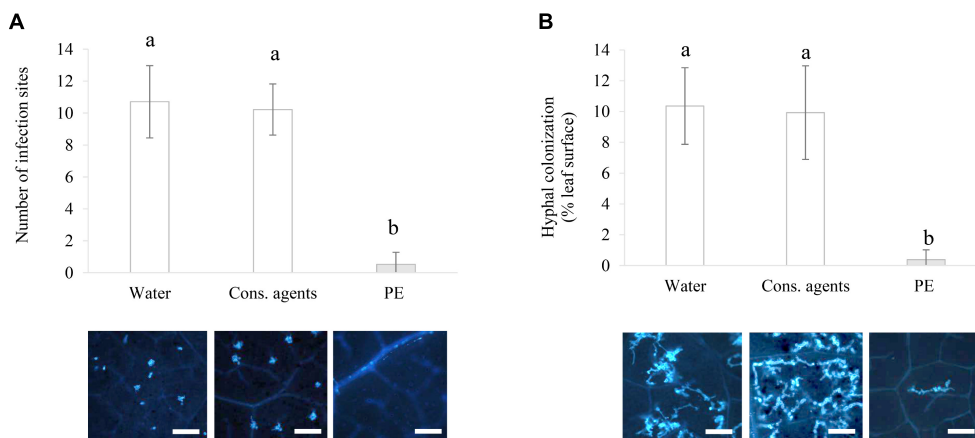 A
Number of infection sites
14
12
10
8
6
4
2
0
a
a
b
Water
Cons. agents
PE
B
Hyphal colonization
(% leaf surface)
14
12
10
8
6
4
2
0
a
a
b
Water
Cons. agents
PE